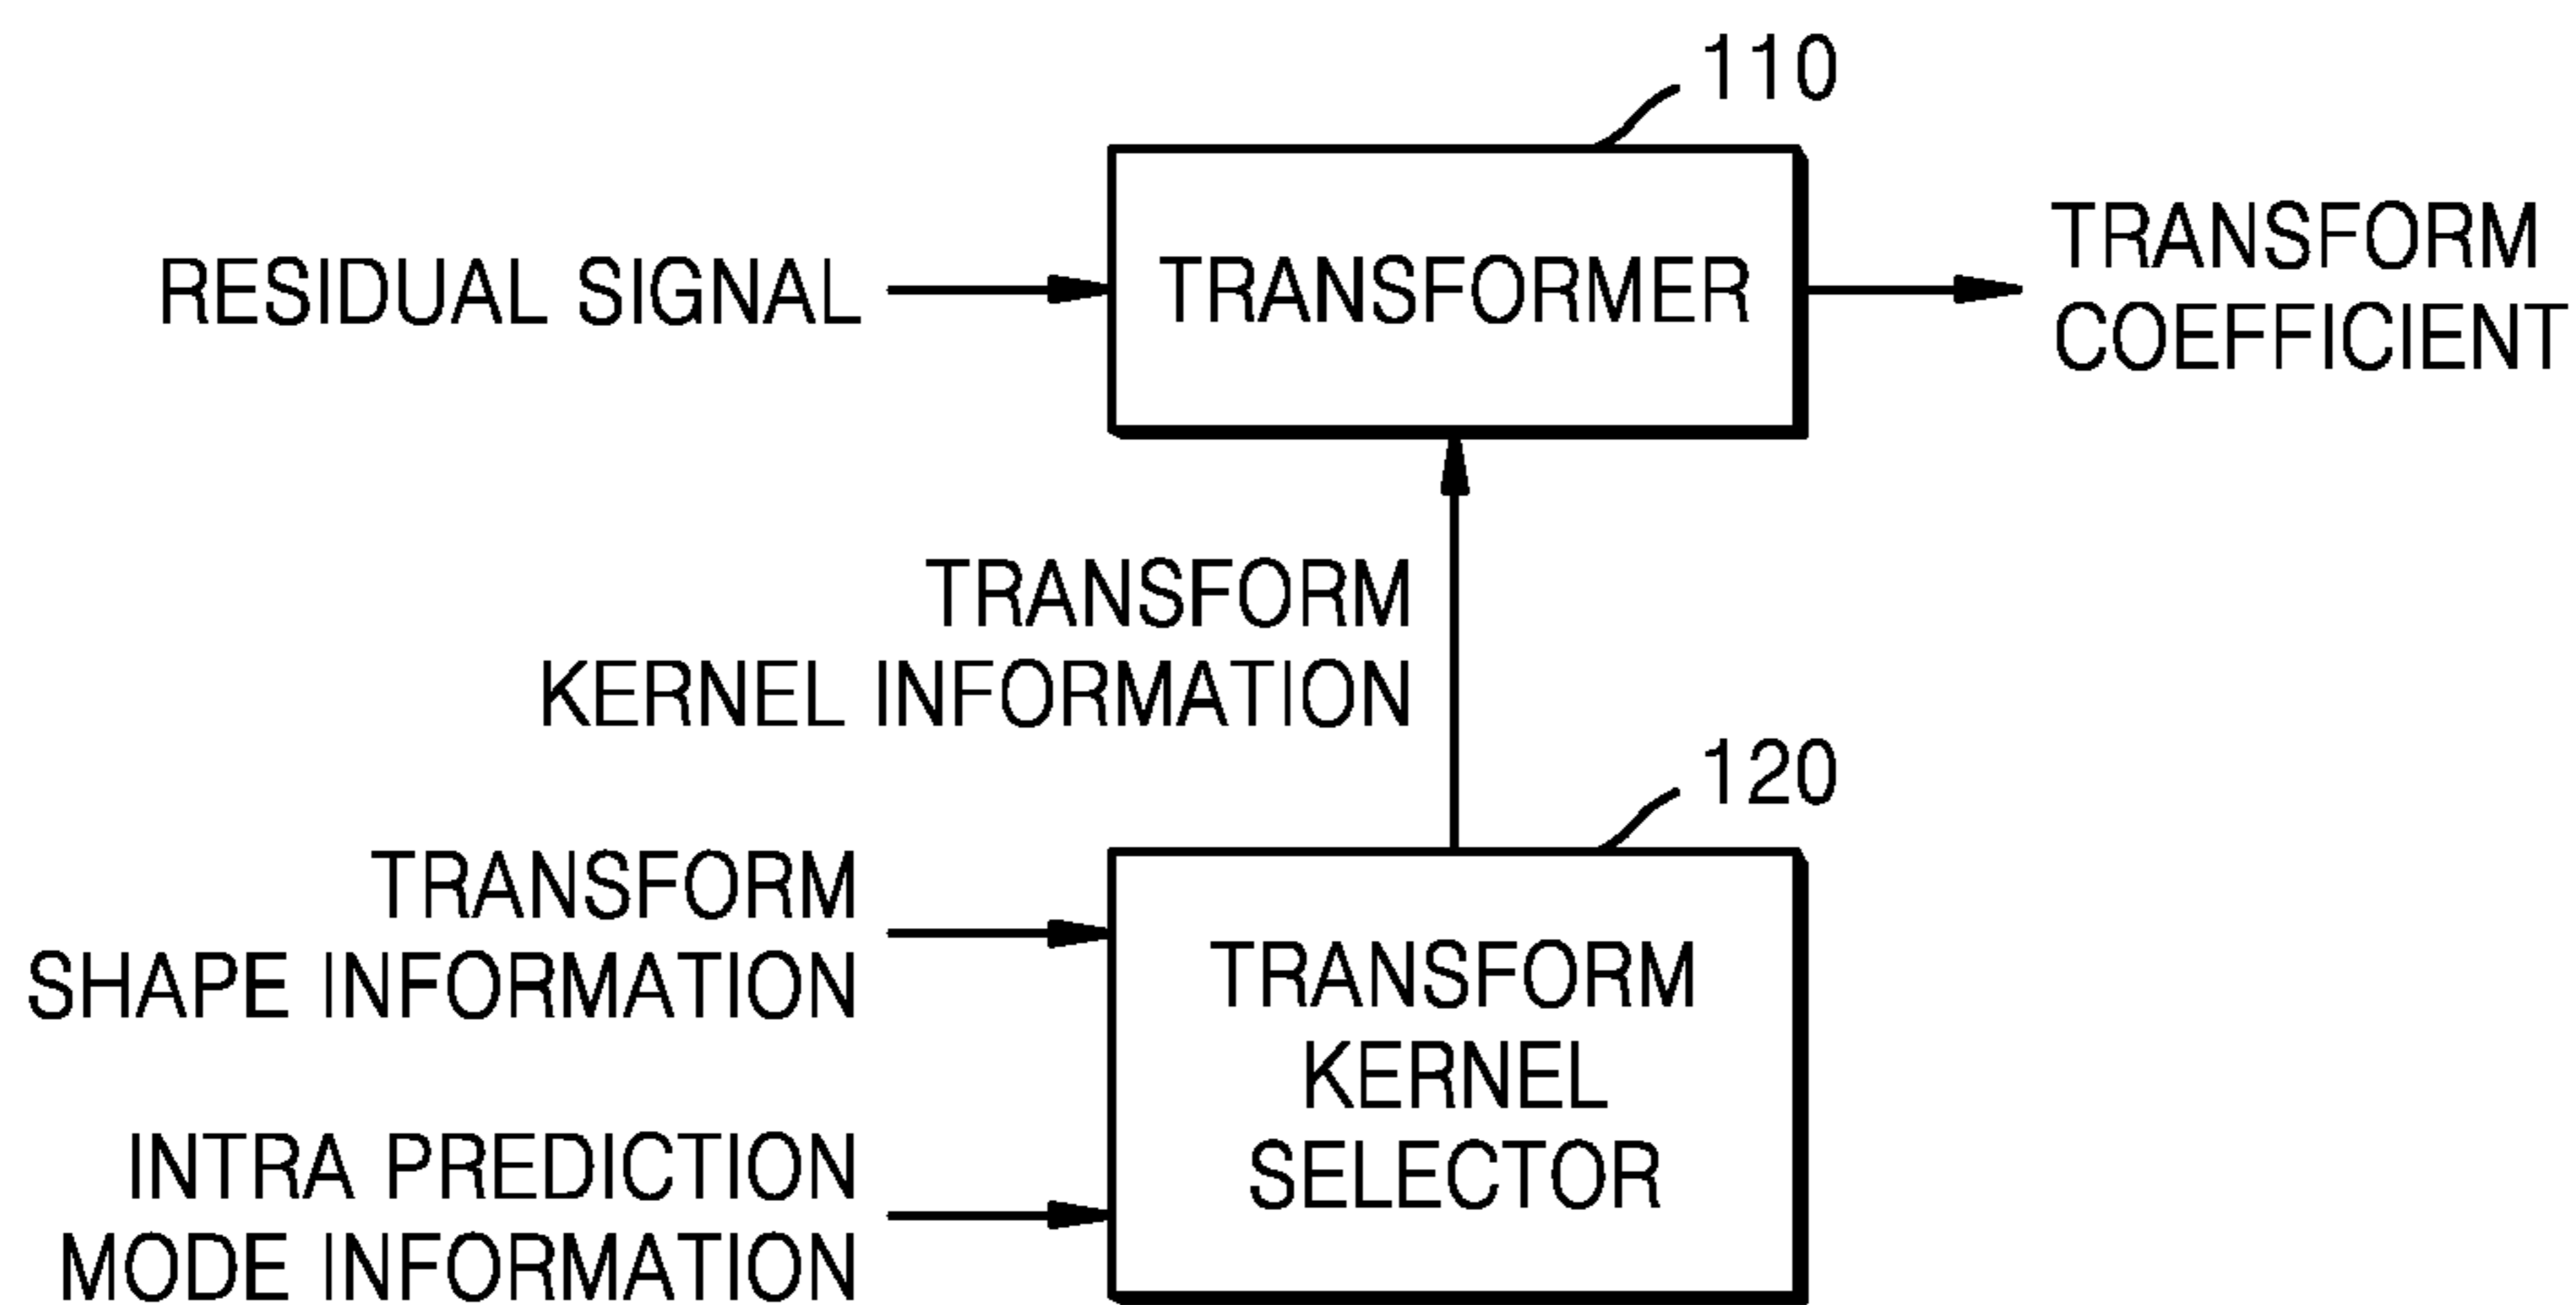 110
RESIDUAL SIGNAL
TRANSFORMER
TRANSFORM
COEFFICIENT
TRANSFORM
KERNEL INFORMATION
120
TRANSFORM
SHAPE INFORMATION
INTRA PREDICTION
MODE INFORMATION
TRANSFORM
KERNEL
SELECTOR